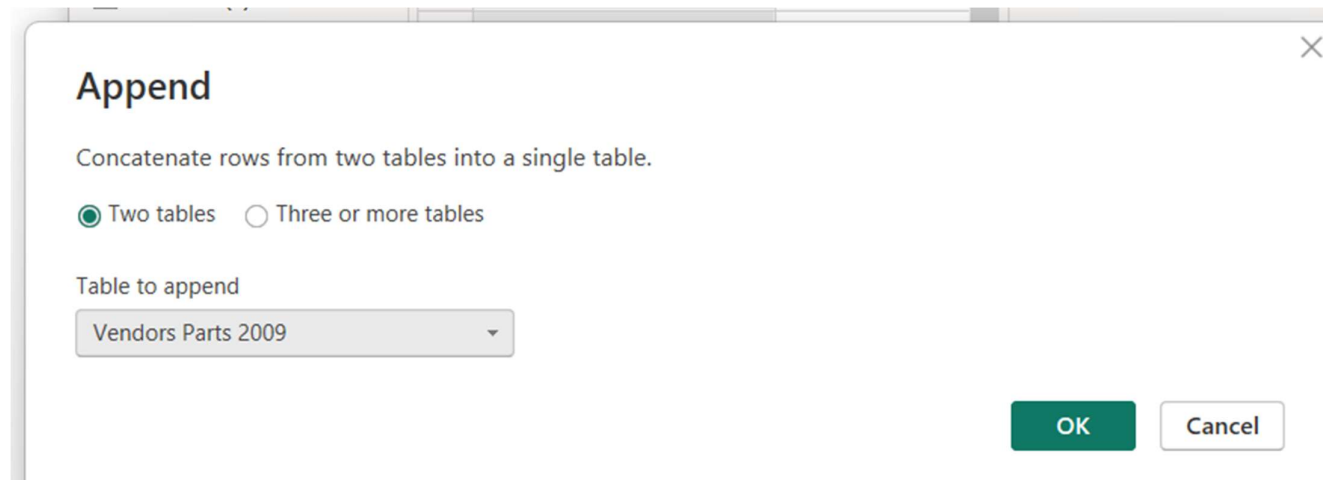 Append
Concatenate rows from two tables into a single table.
Two tables Three or more tables
Table to append
Vendors Parts 2009
OK Cancel